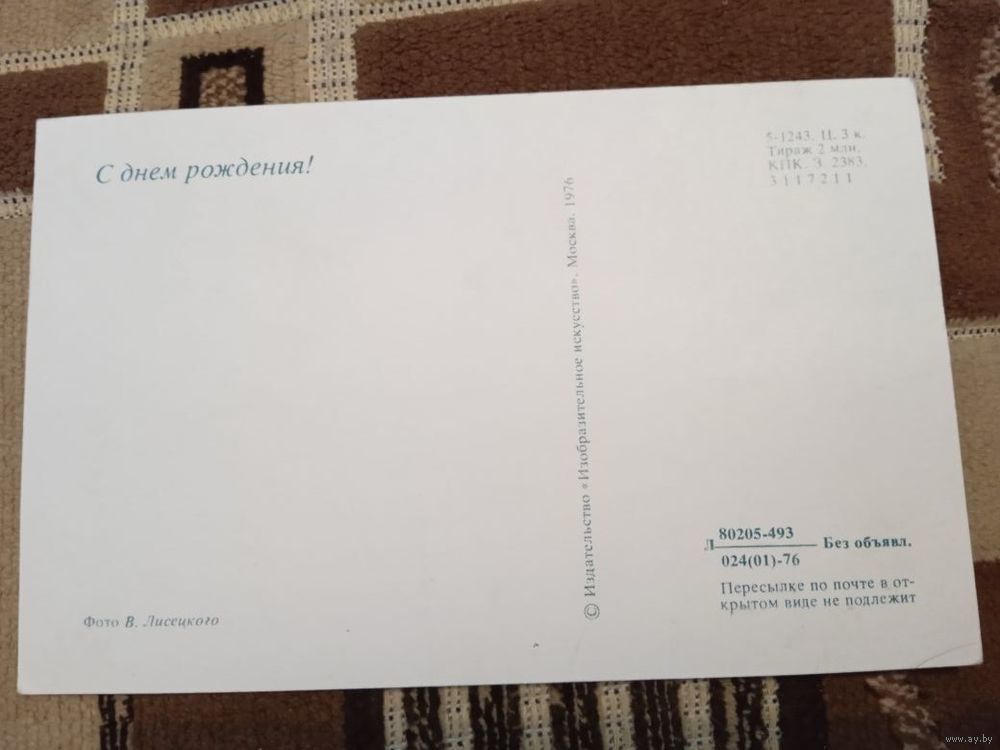 С днем рождения!
5-1243. Ц. 3 к.
Тираж 2 млн.
КПК. З. 2383.
3117211
© Издательство «Изобразительное искусство». Москва. 1976
Л 80205-493 Без объявл.
024(01)-76
Пересылке по почте в от-
крытом виде не подлежит
Фото В. Лисецкого
www.ay.by